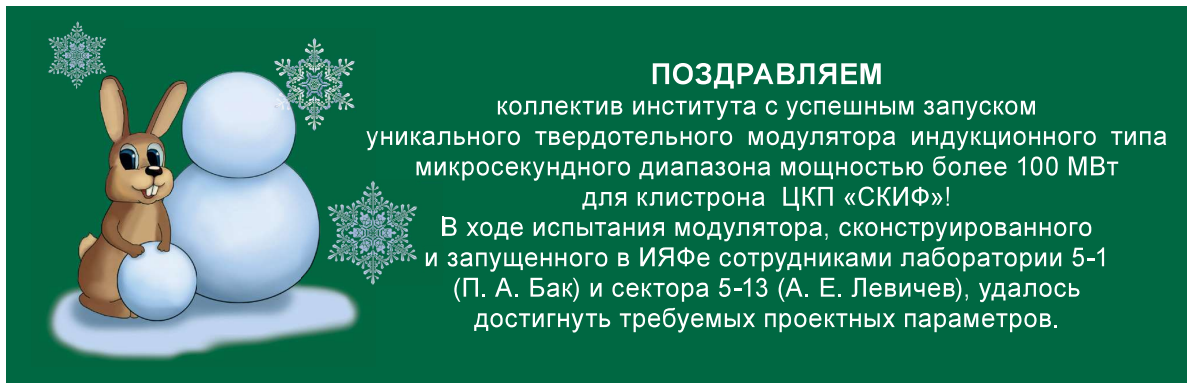 ПОЗДРАВЛЯЕМ
коллектив института с успешным запуском
уникального твердотельного модулятора индукционного типа
микросекундного диапазона мощностью более 100 МВт
для клистрона ЦКП «СКИФ»!
В ходе испытания модулятора, сконструированного
и запущенного в ИЯФе сотрудниками лаборатории 5-1
(П. А. Бак) и сектора 5-13 (А. Е. Левичев), удалось
достигнуть требуемых проектных параметров.